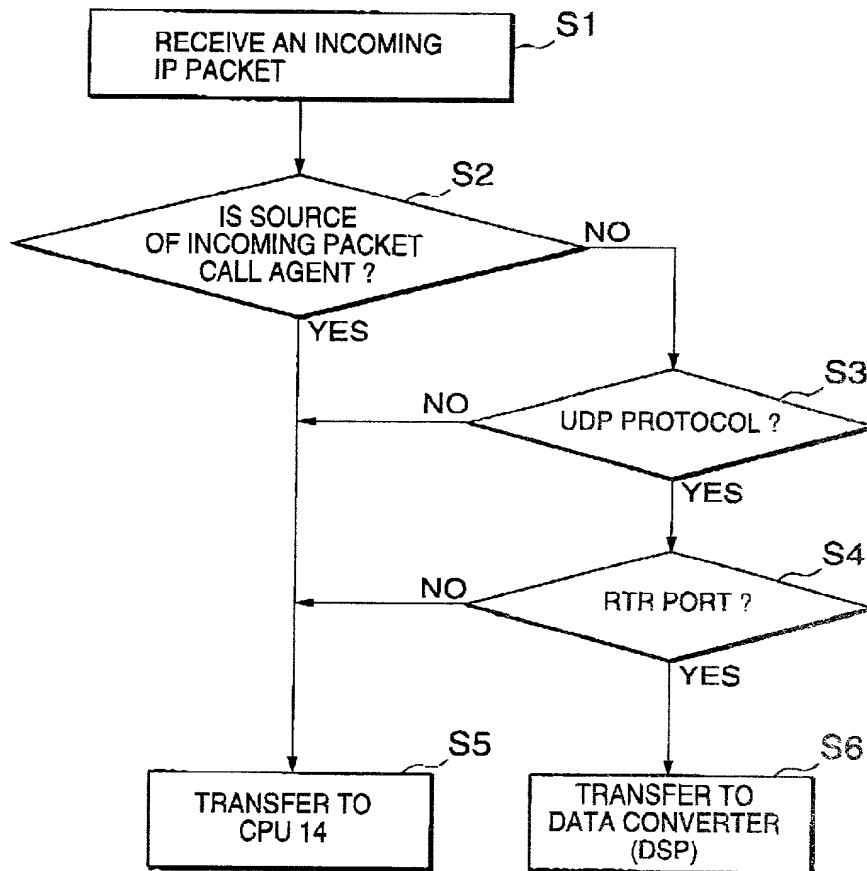 S1
RECEIVE AN INCOMING
IP PACKET
S2
IS SOURCE
OF INCOMING PACKET
CALL AGENT ?
NO
YES
S3
UDP PROTOCOL ?
NO
YES
S4
RTR PORT ?
NO
YES
S5
TRANSFER TO
CPU 14
S6
TRANSFER TO
DATA CONVERTER
(DSP)